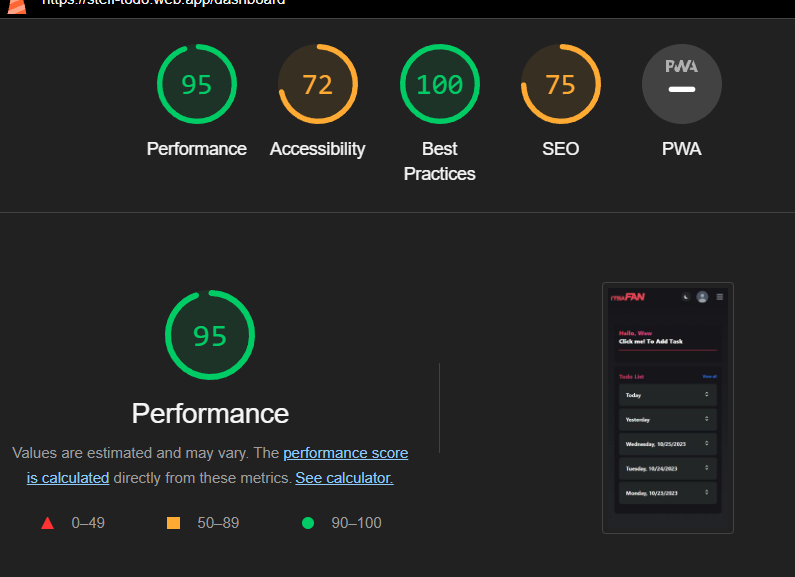 https://stefi-todo.web.app/dashboard
95
72
100
75
PWA
Performance
Accessibility
Best
Practices
SEO
PWA
95
Performance
Values are estimated and may vary. The performance score
is calculated directly from these metrics. See calculator.
0–49
50–89
90–100
FAN
Hello, Wow
Click me! To Add Task
Todo List
View all
Today
Yesterday
Wednesday, 10/25/2023
Tuesday, 10/24/2023
Monday, 10/23/2023